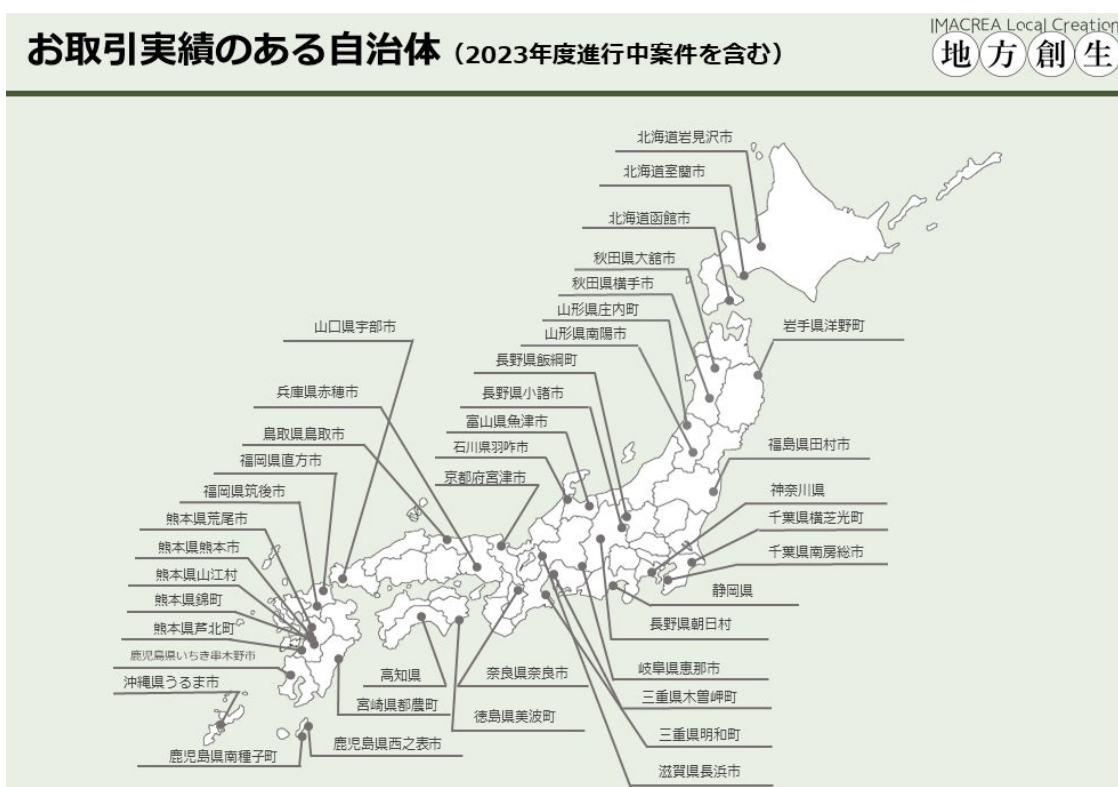 お取引実績のある自治体（2023年度進行中案件を含む）
IMACREA Local Creation
地方創生
北海道岩見沢市
北海道室蘭市
北海道函館市
秋田県大館市
秋田県横手市
山形県庄内町
山形県南陽市
岩手県洋野町
山口県宇部市
長野県飯綱町
兵庫県赤穂市
長野県小諸市
富山県魚津市
鳥取県鳥取市
石川県羽咋市
福島県田村市
福岡県直方市
京都府宮津市
神奈川県
福岡県筑後市
千葉県横芝光町
熊本県荒尾市
熊本県熊本市
千葉県南房総市
熊本県山江村
静岡県
熊本県錦町
熊本県芦北町
長野県朝日村
鹿児島県いちき串木野市
沖縄県うるま市
高知県
奈良県奈良市
岐阜県恵那市
宮崎県都農町
三重県木曽岬町
徳島県美波町
三重県明和町
鹿児島県西之表市
鹿児島県南種子町
滋賀県長浜市